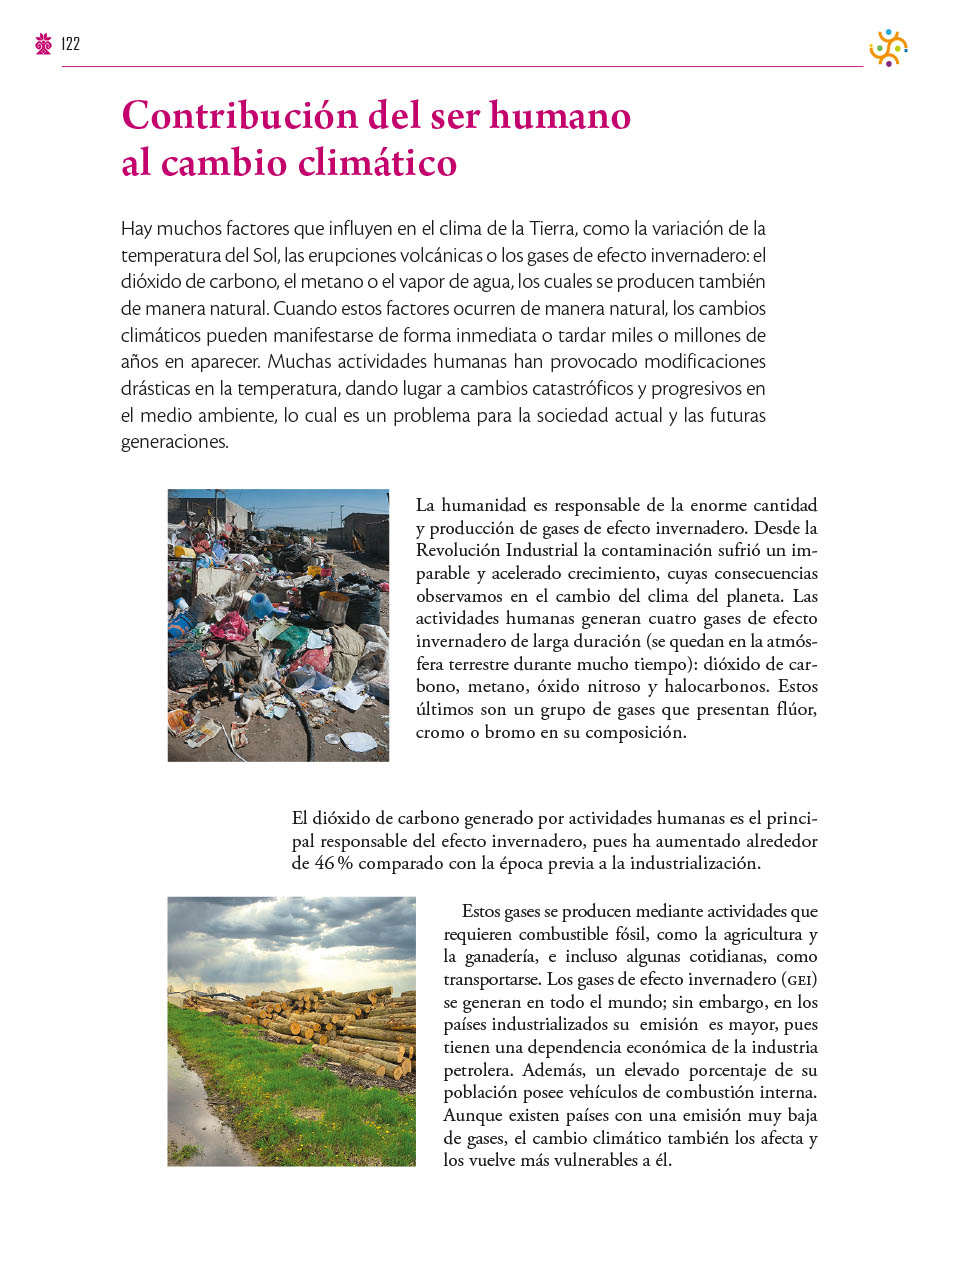 122
Contribución del ser humano
al cambio climático
Hay muchos factores que influyen en el clima de la Tierra, como la variación de la
temperatura del Sol, las erupciones volcánicas o los gases de efecto invernadero: el
dióxido de carbono, el metano o el vapor de agua, los cuales se producen también
de manera natural. Cuando estos factores ocurren de manera natural, los cambios
climáticos pueden manifestarse de forma inmediata o tardar miles o millones de
años en aparecer. Muchas actividades humanas han provocado modificaciones
drásticas en la temperatura, dando lugar a cambios catastróficos y progresivos en
el medio ambiente, lo cual es un problema para la sociedad actual y las futuras
generaciones.
La humanidad es responsable de la enorme cantidad
y producción de gases de efecto invernadero. Desde la
Revolución Industrial la contaminación sufrió un im-
parable y acelerado crecimiento, cuyas consecuencias
observamos en el cambio del clima del planeta. Las
actividades humanas generan cuatro gases de efecto
invernadero de larga duración (se quedan en la atmós-
fera terrestre durante mucho tiempo): dióxido de car-
bono, metano, óxido nitroso y halocarbonos. Estos
últimos son un grupo de gases que presentan flúor,
cromo o bromo en su composición.
El dióxido de carbono generado por actividades humanas es el princi-
pal responsable del efecto invernadero, pues ha aumentado alrededor
de 46 % comparado con la época previa a la industrialización.
Estos gases se producen mediante actividades que
requieren combustible fósil, como la agricultura y
la ganadería, e incluso algunas cotidianas, como
transportarse. Los gases de efecto invernadero (GEI)
se generan en todo el mundo; sin embargo, en los
países industrializados su emisión es mayor, pues
tienen una dependencia económica de la industria
petrolera. Además, un elevado porcentaje de su
población posee vehículos de combustión interna.
Aunque existen países con una emisión muy baja
de gases, el cambio climático también los afecta y
los vuelve más vulnerables a él.